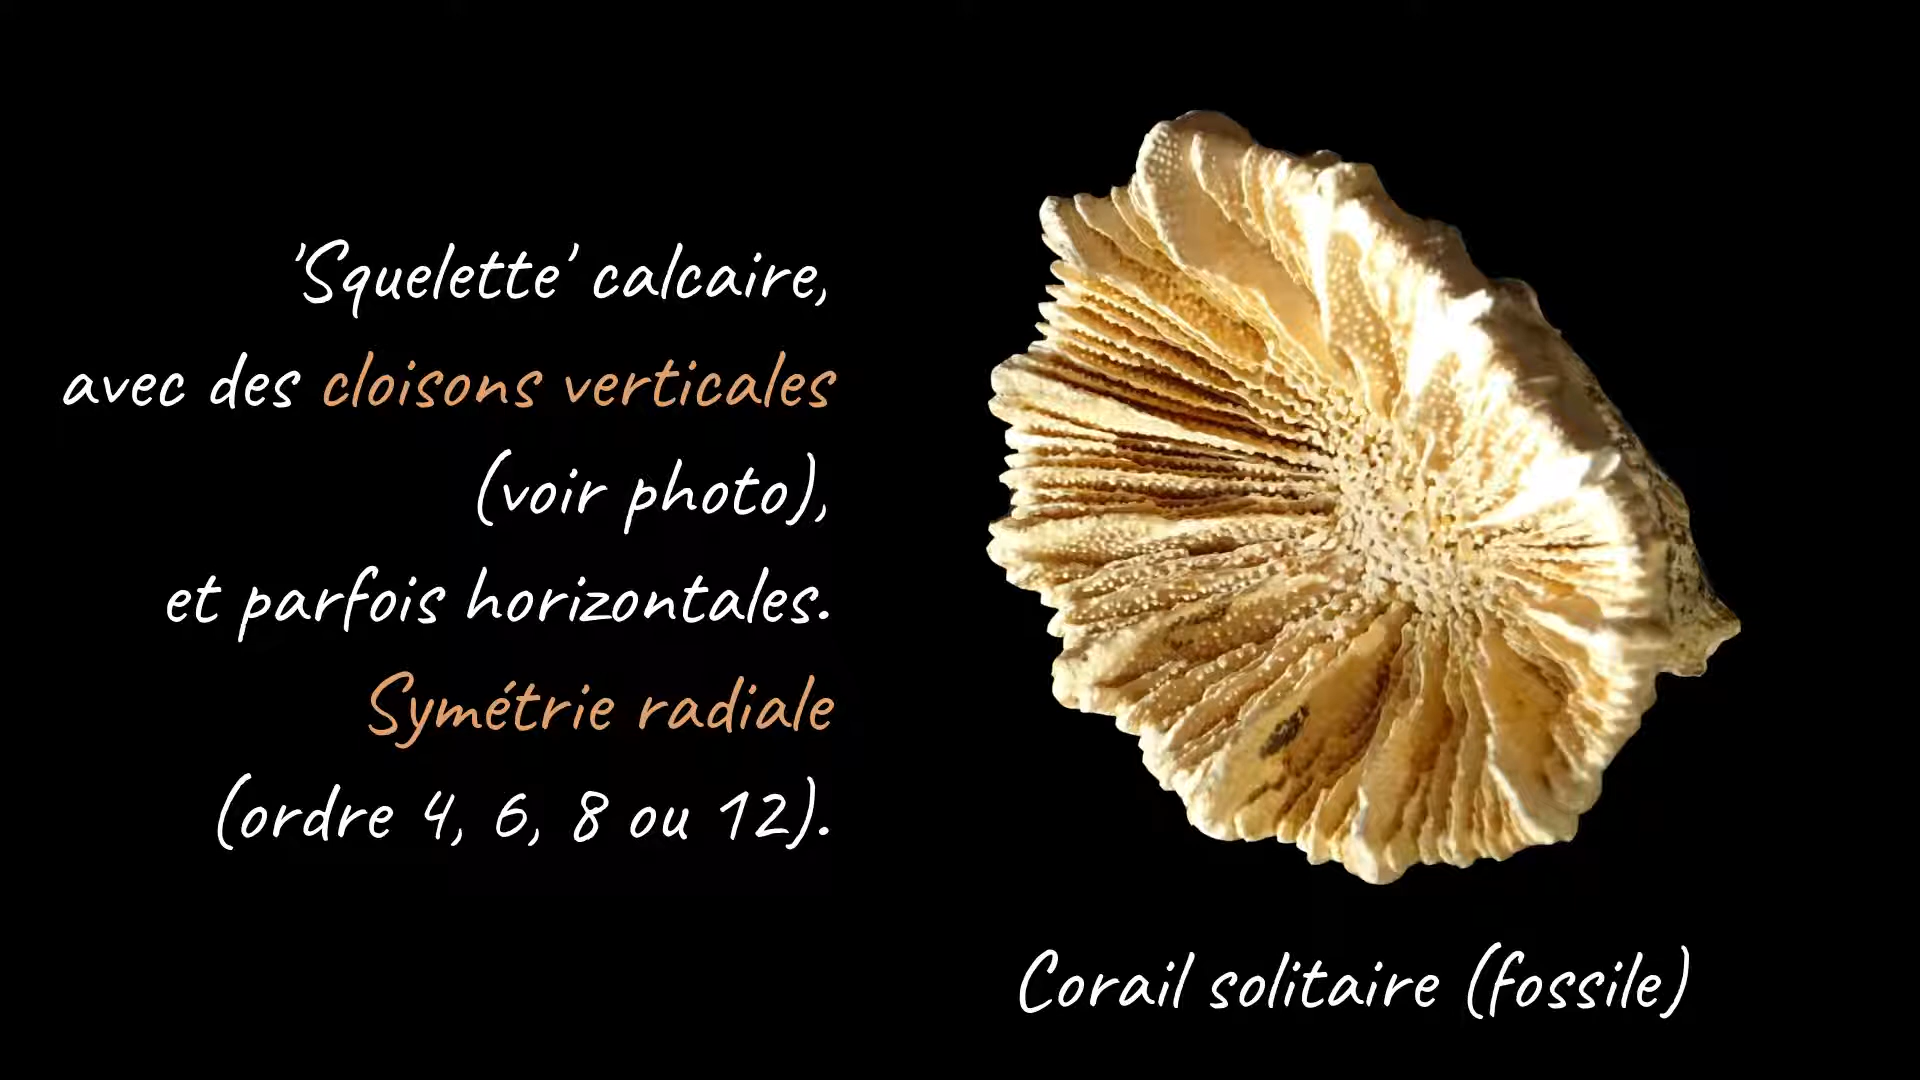 'Squelette' calcaire,
avec des cloisons verticales
(voir photo),
et parfois horizontales.
Symétrie radiale
(ordre 4, 6, 8 ou 12).
Corail solitaire (fossile)